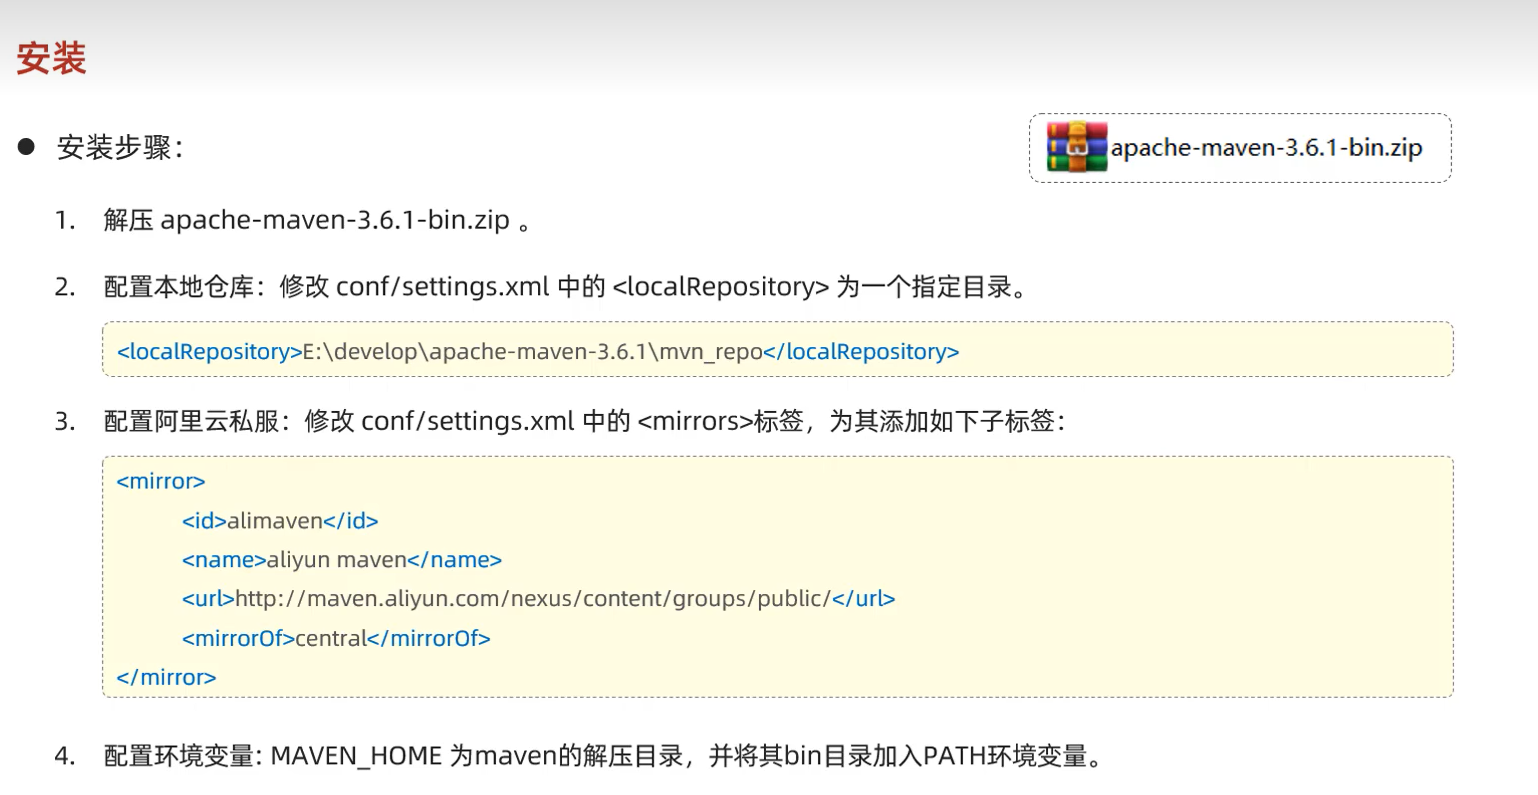 安装
● 安装步骤：
apache-maven-3.6.1-bin.zip
1. 解压 apache-maven-3.6.1-bin.zip 。
2. 配置本地仓库：修改 conf/settings.xml 中的 <localRepository> 为一个指定目录。
<localRepository>E:\develop\apache-maven-3.6.1\mvn_repo</localRepository>
3. 配置阿里云私服：修改 conf/settings.xml 中的 <mirrors>标签，为其添加如下子标签：
<mirror>
<id>alimaven</id>
<name>aliyun maven</name>
<url>http://maven.aliyun.com/nexus/content/groups/public/</url>
<mirrorOf>central</mirrorOf>
</mirror>
4. 配置环境变量: MAVEN_HOME 为maven的解压目录，并将其bin目录加入PATH环境变量。